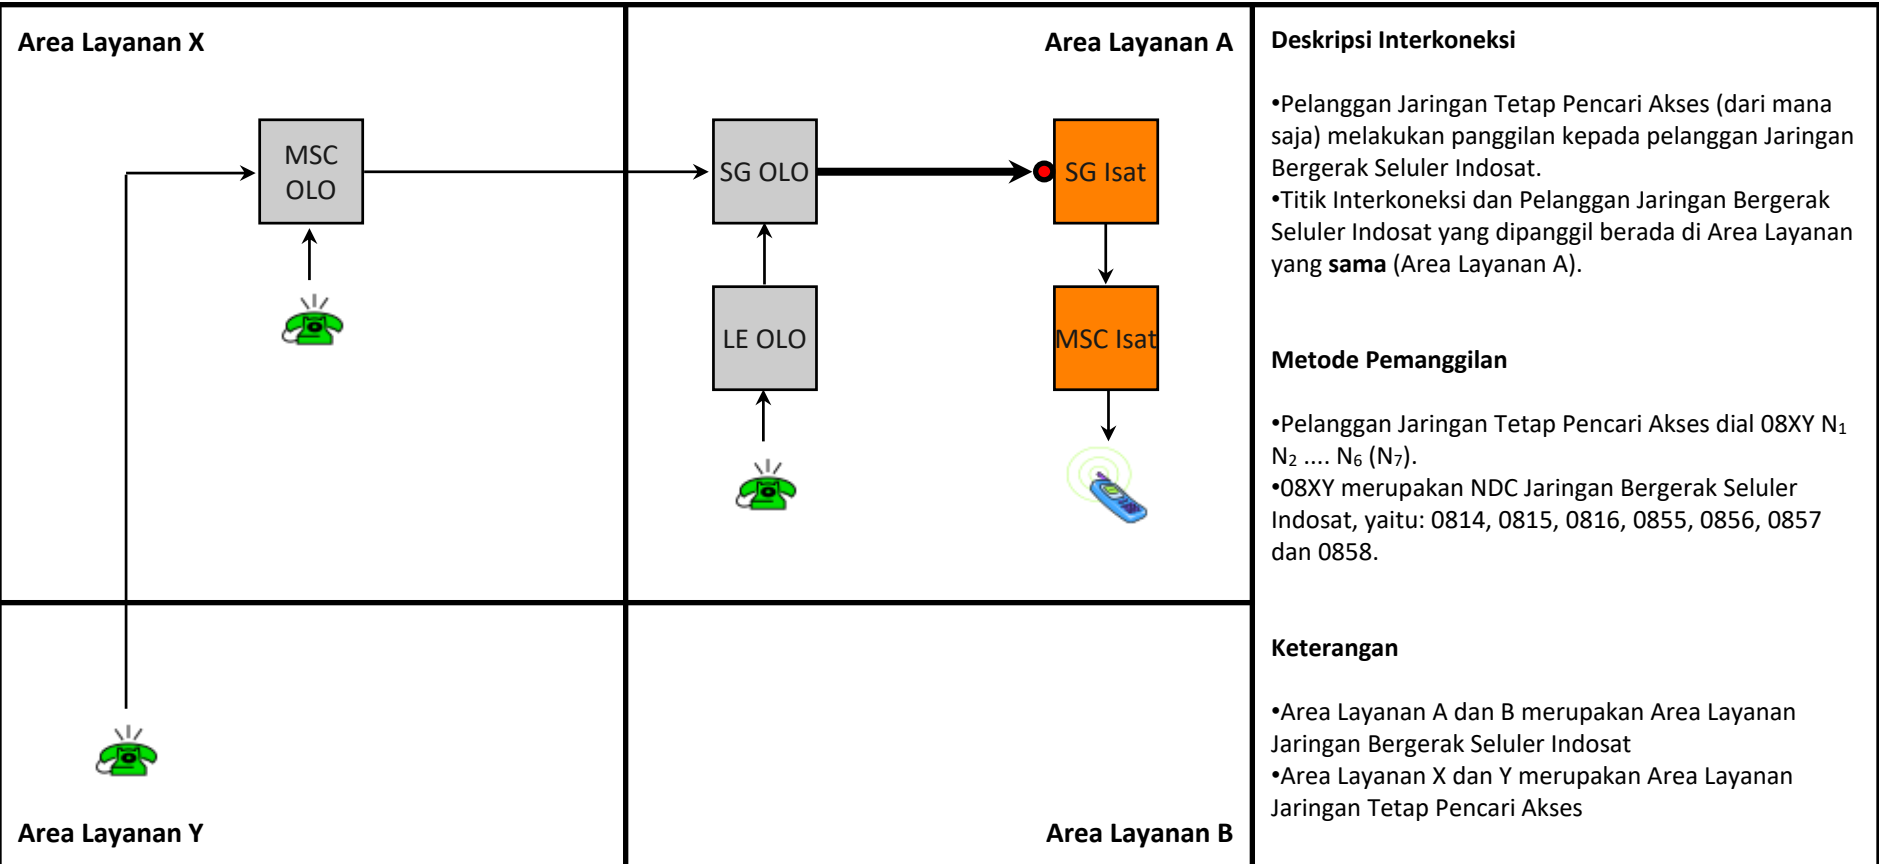 Area Layanan X
Area Layanan A
MSC
OLO
SG OLO
SG Isat
LE OLO
MSC Isat
Area Layanan Y
Area Layanan B
Deskripsi Interkoneksi
•Pelanggan Jaringan Tetap Pencari Akses (dari mana
saja) melakukan panggilan kepada pelanggan Jaringan
Bergerak Seluler Indosat.
•Titik Interkoneksi dan Pelanggan Jaringan Bergerak
Seluler Indosat yang dipanggil berada di Area Layanan
yang sama (Area Layanan A).
Metode Pemanggilan
•Pelanggan Jaringan Tetap Pencari Akses dial 08XY N₁
N₂ .... N₆ (N₇).
•08XY merupakan NDC Jaringan Bergerak Seluler
Indosat, yaitu: 0814, 0815, 0816, 0855, 0856, 0857
dan 0858.
Keterangan
•Area Layanan A dan B merupakan Area Layanan
Jaringan Bergerak Seluler Indosat
•Area Layanan X dan Y merupakan Area Layanan
Jaringan Tetap Pencari Akses